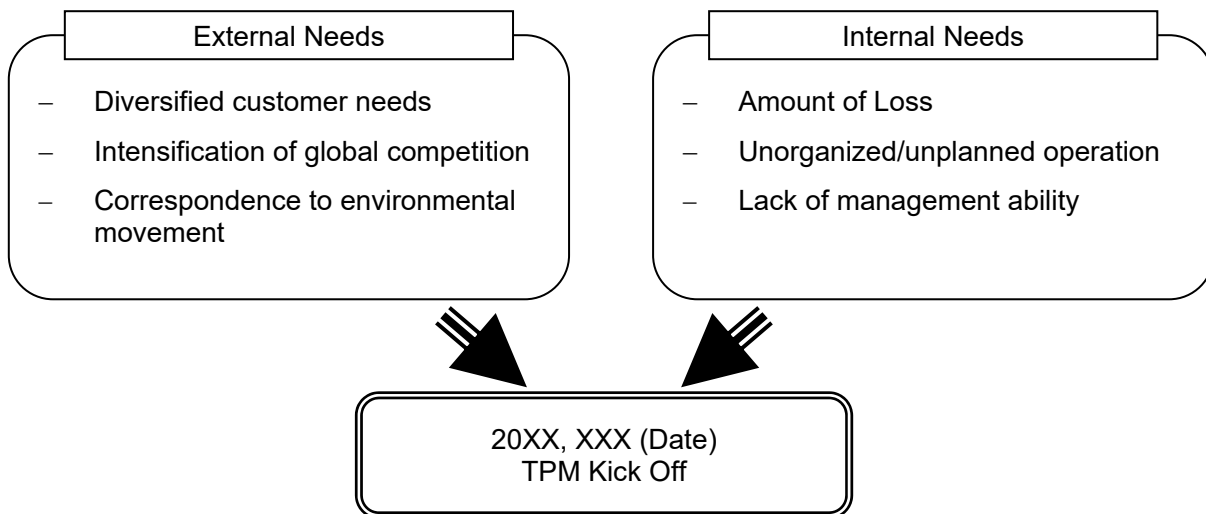 External Needs
– Diversified customer needs
– Intensification of global competition
– Correspondence to environmental
movement
Internal Needs
– Amount of Loss
– Unorganized/unplanned operation
– Lack of management ability
20XX, XXX (Date)
TPM Kick Off